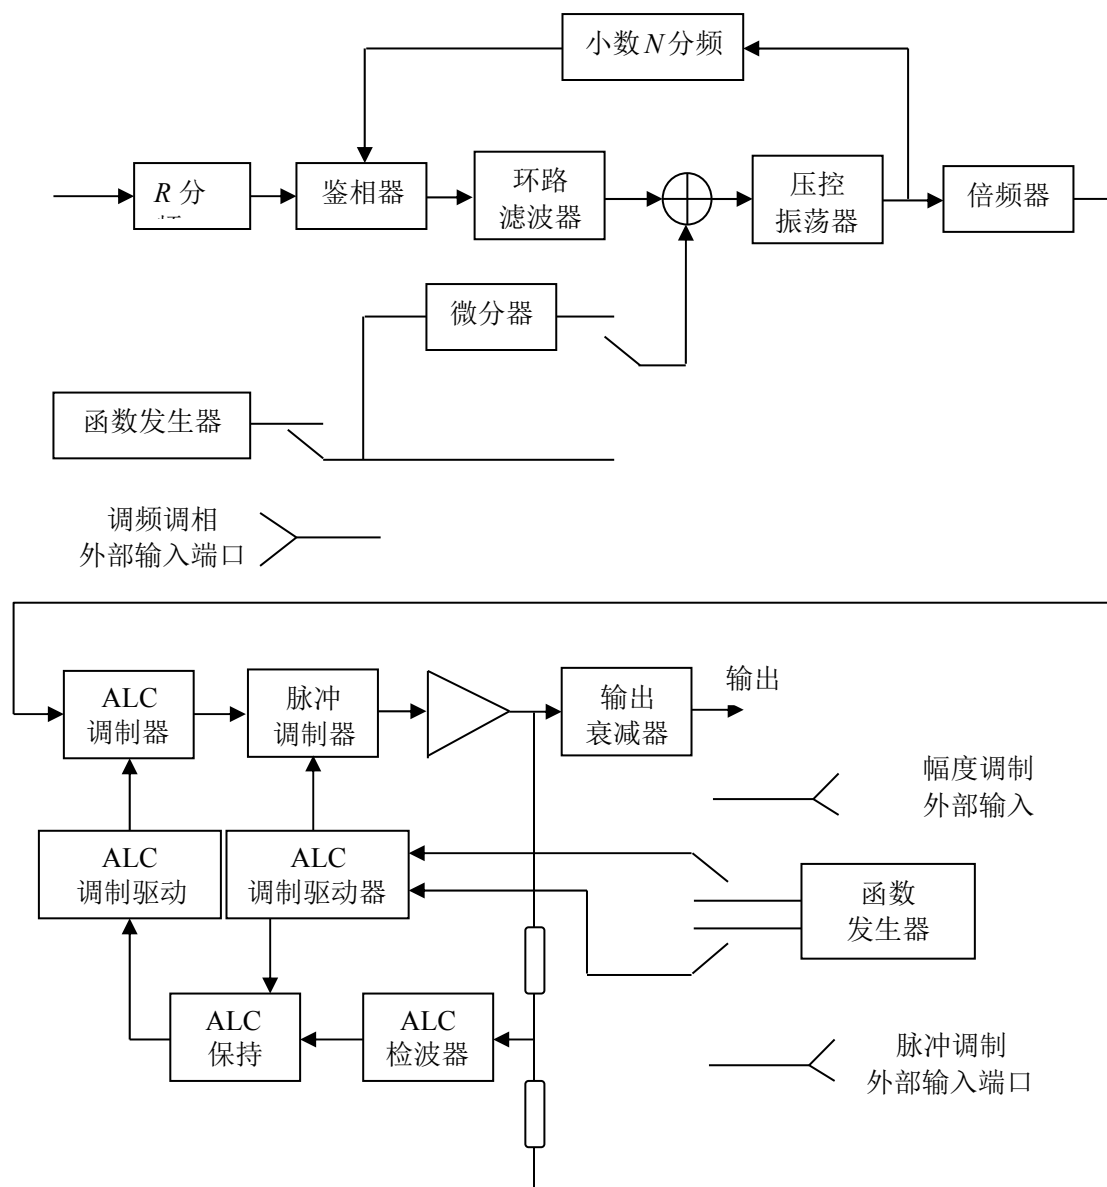 小数N分频
R分
鉴相器
环路
滤波器
压控
振荡器
倍频器
微分器
函数发生器
调频调相
外部输入端口
ALC
调制器
脉冲
调制器
输出
衰减器
输出
幅度调制
外部输入
ALC
调制驱动
ALC
调制驱动器
函数
发生器
ALC
保持
ALC
检波器
脉冲调制
外部输入端口